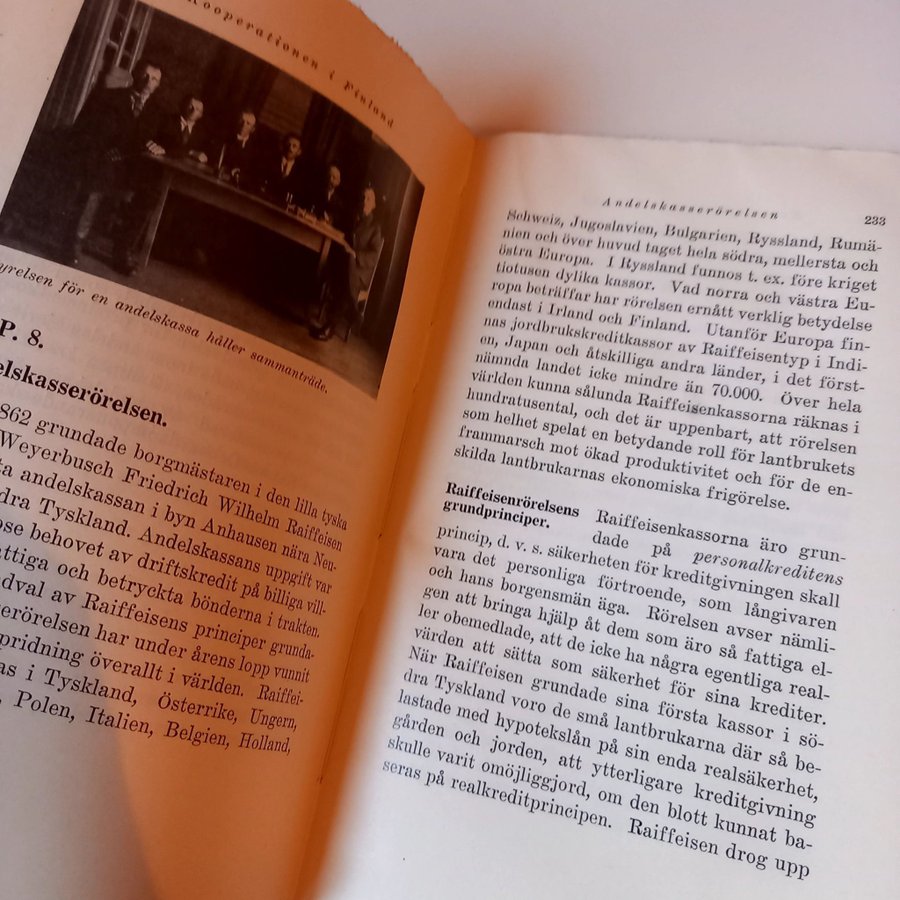 Kooperationen i Finland
yrelsen för en andelskassa håller sammanträde.
P. 8.
elskasserörelsen.
862 grundade borgmästaren i den lilla tyska
Weyerbusch Friedrich Wilhelm Raiffeisen
ta andelskassan i byn Anhausen nära Neu-
dra Tyskland. Andelskassans uppgift var
ose behovet av driftskredit på billiga vill-
attiga och betryckta bönderna i trakten.
ndval av Raiffeisens principer grunda-
serörelsen har under årens lopp vunnit
pridning överallt i världen. Raiffei-
as i Tyskland, Österrike, Ungern,
, Polen, Italien, Belgien, Holland,
Andelskasserörelsen 233
Schweiz, Jugoslavien, Bulgarien, Ryssland, Rumä-
nien och över huvud taget hela södra, mellersta och
östra Europa. I Ryssland funnos t. ex. före kriget
tiotusen dylika kassor. Vad norra och västra Eu-
ropa beträffar har rörelsen ernått verklig betydelse
endast i Irland och Finland. Utanför Europa fin-
nas jordbrukskreditkassor av Raiffeisentyp i Indi-
en, Japan och åtskilliga andra länder, i det först-
nämnda landet icke mindre än 70.000. Över hela
världen kunna sålunda Raiffeisenkassorna räknas i
hundratusental, och det är uppenbart, att rörelsen
som helhet spelat en betydande roll för lantbrukets
frammarsch mot ökad produktivitet och för de en-
skilda lantbrukarnas ekonomiska frigörelse.
Raiffeisenrörelsens
grundprinciper.
Raiffeisenkassorna äro grun-
dade på personalkreditens
princip, d. v. s. säkerheten för kreditgivningen skall
vara det personliga förtroende, som långivaren
och hans borgensmän äga. Rörelsen avser nämli-
gen att bringa hjälp åt dem som äro så fattiga el-
ler obemedlade, att de icke ha några egentliga real-
värden att sätta som säkerhet för sina krediter.
När Raiffeisen grundade sina första kassor i sö-
dra Tyskland voro de små lantbrukarna där så be-
lastade med hypotekslån på sin enda realsäkerhet,
gården och jorden, att ytterligare kreditgivning
skulle varit omöjliggjord, om den blott kunnat ba-
seras på realkreditprincipen. Raiffeisen drog upp